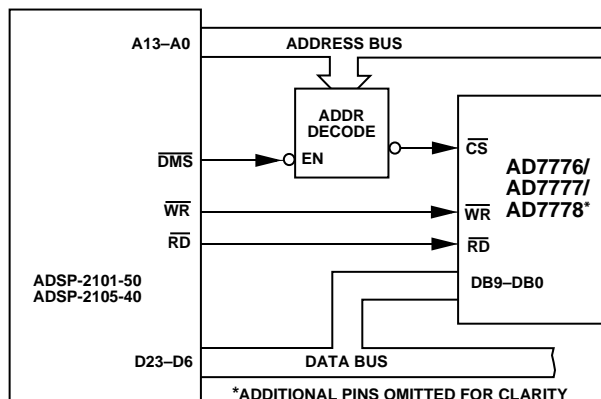 A13–A0
ADDRESS BUS
ADDR
DECODE
DMS
EN
CS
AD7776/
AD7777/
AD7778*
WR
WR
RD
RD
ADSP-2101-50
ADSP-2105-40
DB9–DB0
D23–D6
DATA BUS
*ADDITIONAL PINS OMITTED FOR CLARITY